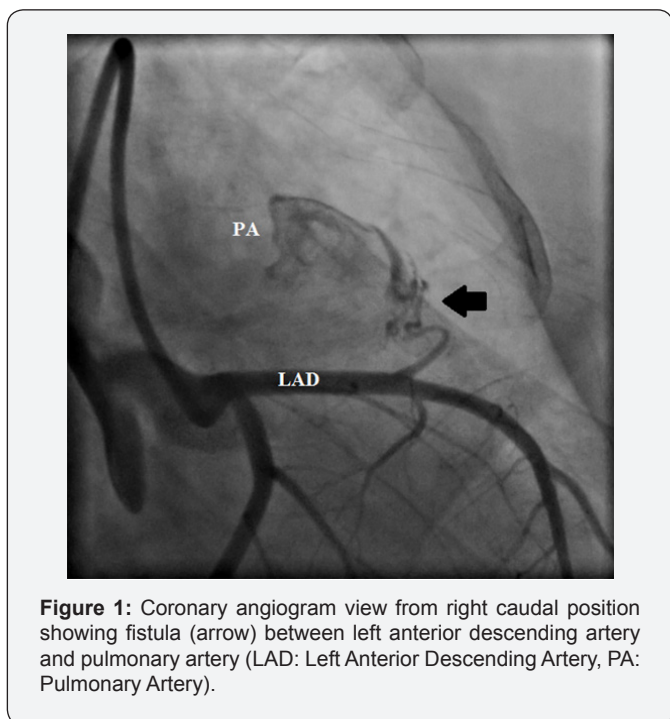 PA
LAD
Figure 1: Coronary angiogram view from right caudal position
showing fistula (arrow) between left anterior descending artery
and pulmonary artery (LAD: Left Anterior Descending Artery, PA:
Pulmonary Artery).